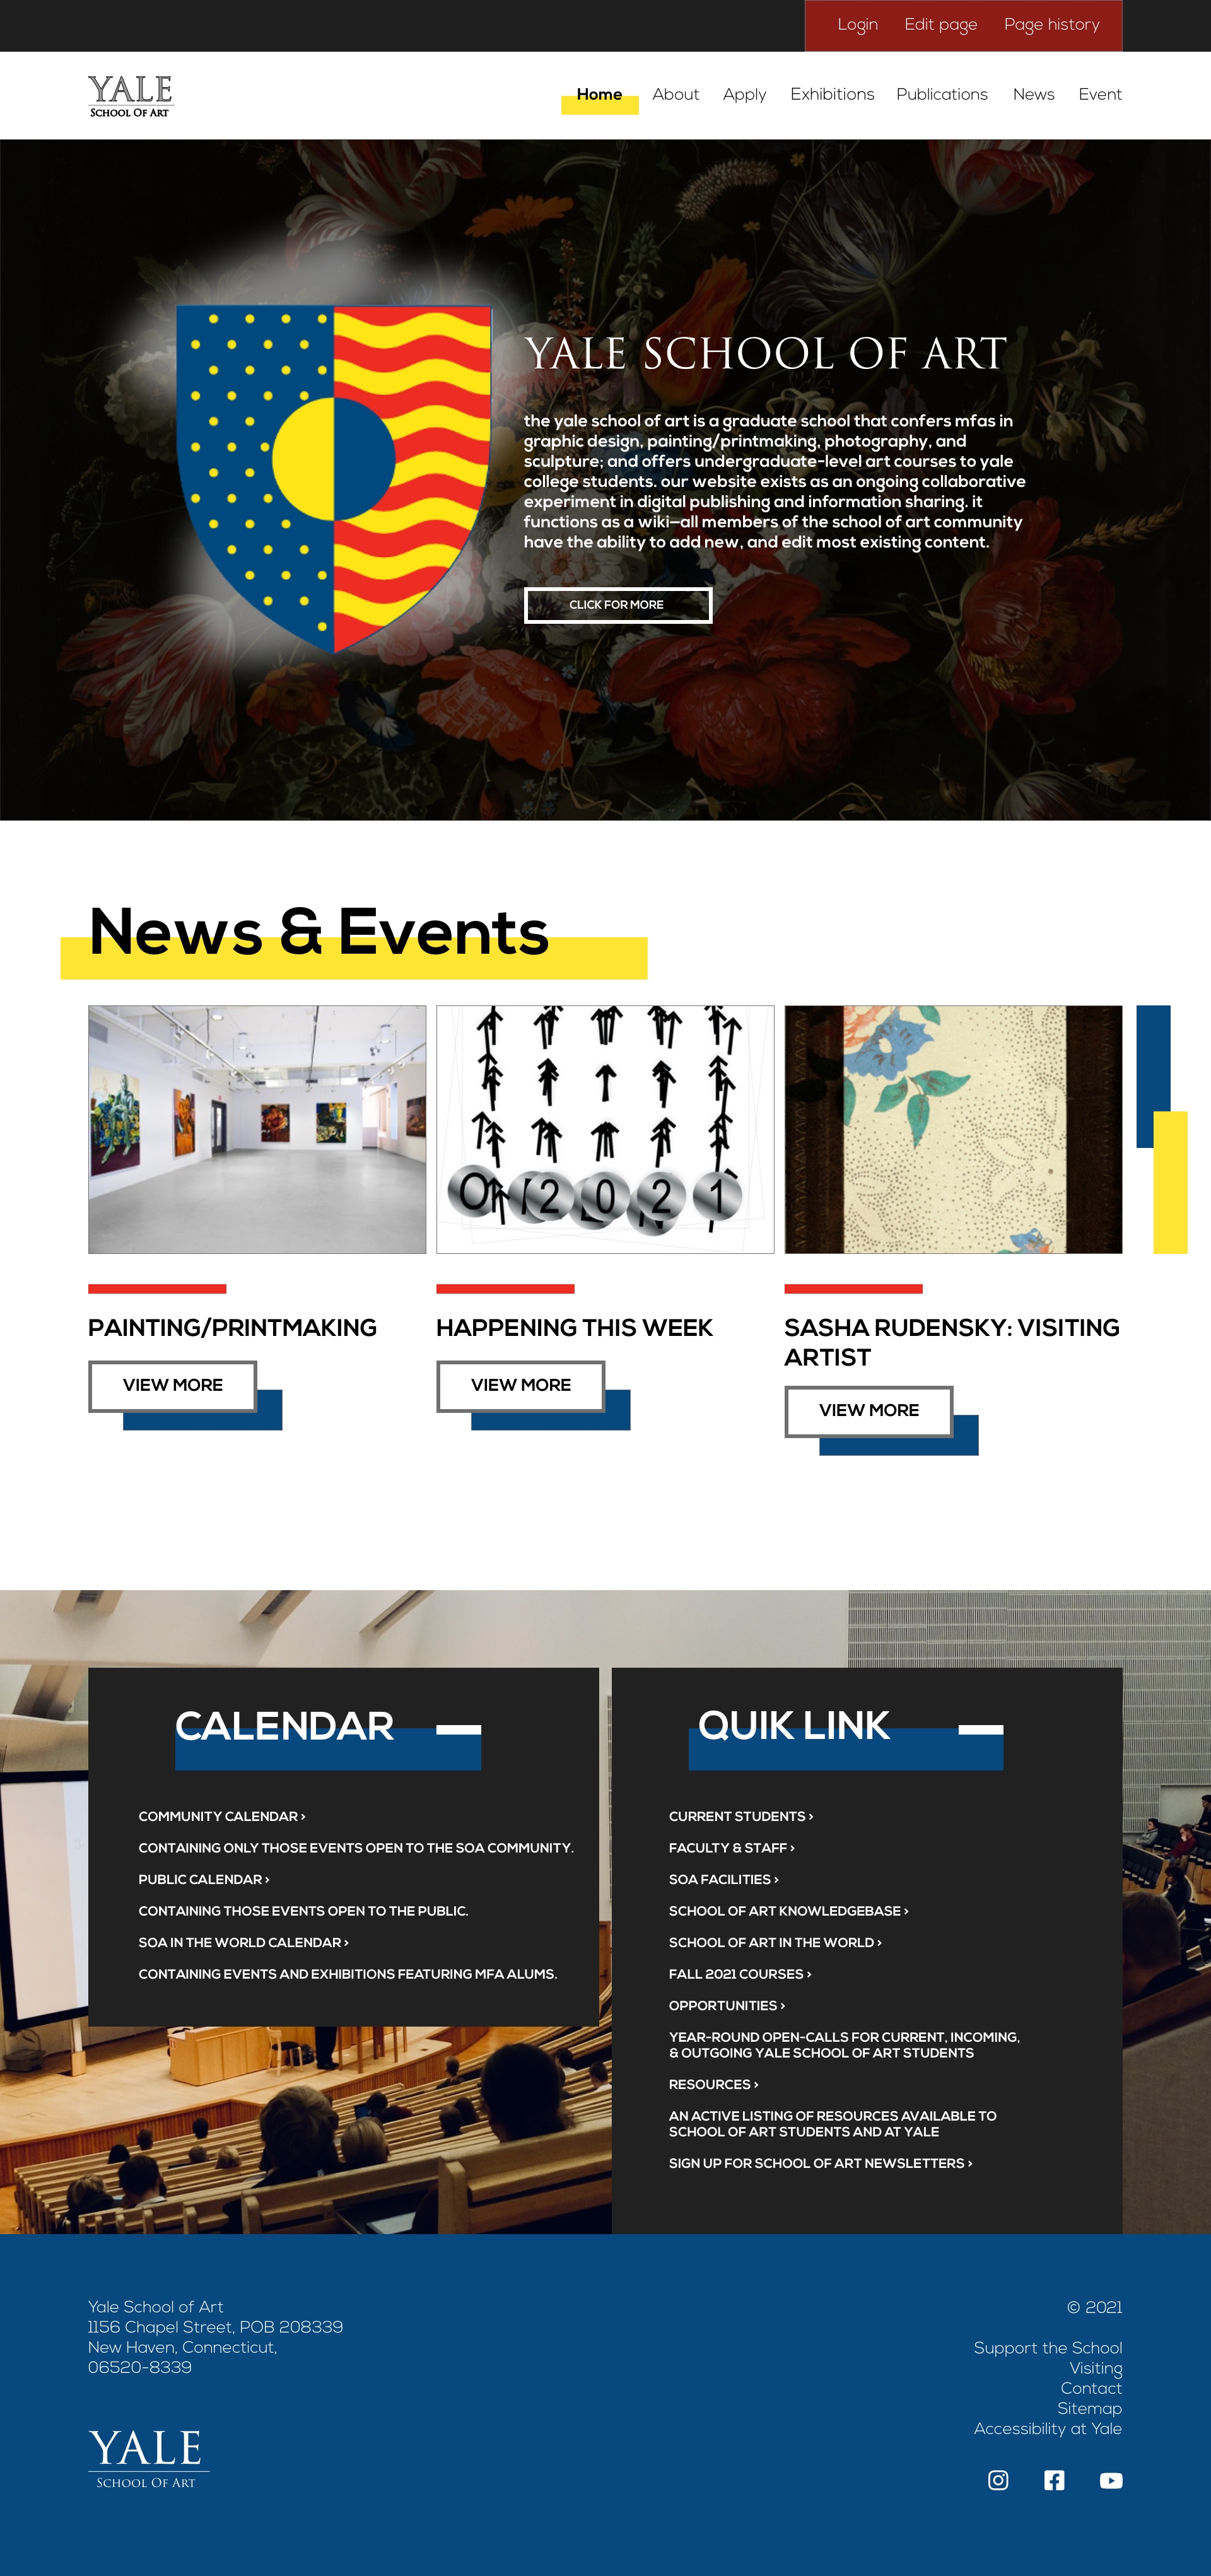 Login Edit page Page history
YALE
SCHOOL OF ART
Home About Apply Exhibitions Publications News Event
YALE SCHOOL OF ART
the yale school of art is a graduate school that confers mfas in
graphic design, painting/printmaking, photography, and
sculpture; and offers undergraduate-level art courses to yale
college students. our website exists as an ongoing collaborative
experiment in digital publishing and information sharing. it
functions as a wiki—all members of the school of art community
have the ability to add new, and edit most existing content.
CLICK FOR MORE
News & Events
0/2021
PAINTING/PRINTMAKING
VIEW MORE
HAPPENING THIS WEEK
VIEW MORE
SASHA RUDENSKY: VISITING
ARTIST
VIEW MORE
CALENDAR
COMMUNITY CALENDAR >
CONTAINING ONLY THOSE EVENTS OPEN TO THE SOA COMMUNITY.
PUBLIC CALENDAR >
CONTAINING THOSE EVENTS OPEN TO THE PUBLIC.
SOA IN THE WORLD CALENDAR >
CONTAINING EVENTS AND EXHIBITIONS FEATURING MFA ALUMS.
QUIK LINK
CURRENT STUDENTS >
FACULTY & STAFF >
SOA FACILITIES >
SCHOOL OF ART KNOWLEDGEBASE >
SCHOOL OF ART IN THE WORLD >
FALL 2021 COURSES >
OPPORTUNITIES >
YEAR-ROUND OPEN-CALLS FOR CURRENT, INCOMING,
& OUTGOING YALE SCHOOL OF ART STUDENTS
RESOURCES >
AN ACTIVE LISTING OF RESOURCES AVAILABLE TO
SCHOOL OF ART STUDENTS AND AT YALE
SIGN UP FOR SCHOOL OF ART NEWSLETTERS >
Yale School of Art
1156 Chapel Street, POB 208339
New Haven, Connecticut,
06520-8339
YALE
SCHOOL OF ART
© 2021
Support the School
Visiting
Contact
Sitemap
Accessibility at Yale